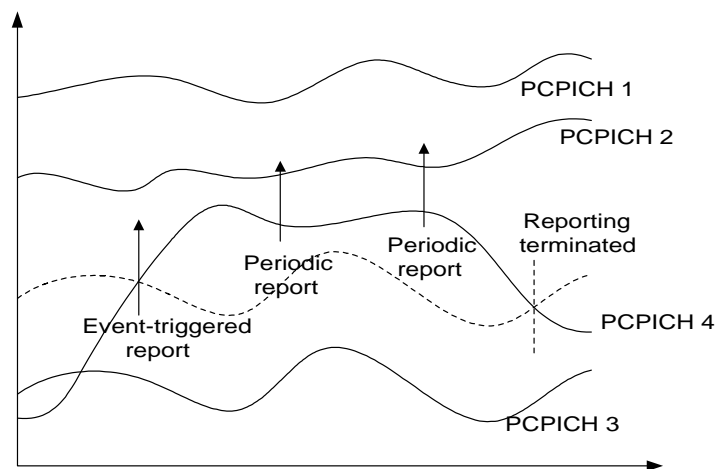 PCPICH 1
PCPICH 2
Reporting
terminated
Periodic
report
Periodic
report
Event-triggered
report
PCPICH 4
PCPICH 3